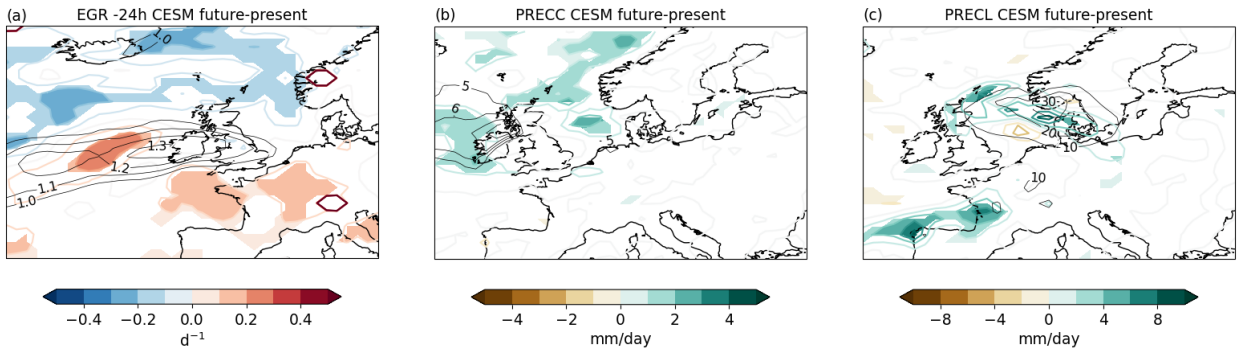 (a) EGR -24h CESM future-present
0
1.3
1.2
1.1
1.0
−0.4 −0.2 0.0 0.2 0.4
d⁻¹
(b) PRECC CESM future-present
5
6
−4 −2 0 2 4
mm/day
(c) PRECL CESM future-present
30
20
10
10
−8 −4 0 4 8
mm/day